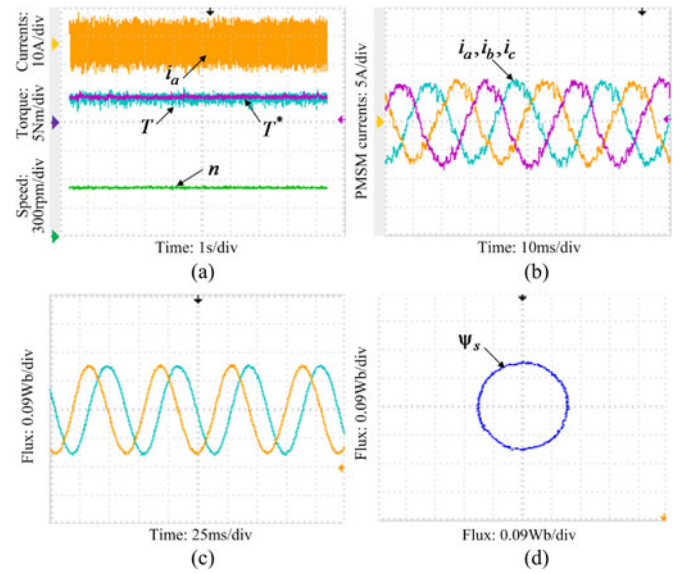 Currents:
10A/div
Torque:
5Nm/div
Speed:
300rpm/div
i_a
T
T*
n
Time: 1s/div
(a)
PMSM currents: 5A/div
i_a, i_b, i_c
Time: 10ms/div
(b)
Flux: 0.09Wb/div
Time: 25ms/div
(c)
Flux: 0.09Wb/div
Ψ_s
Flux: 0.09Wb/div
(d)